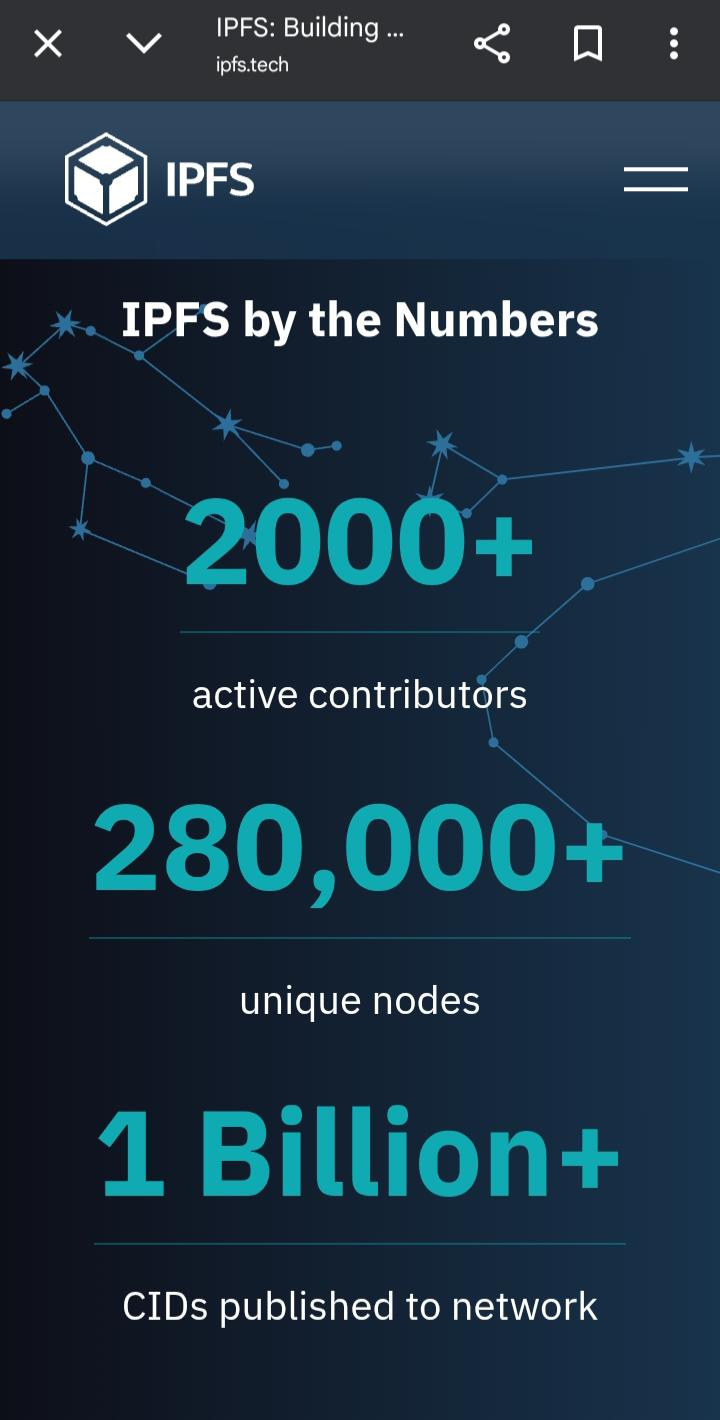 IPFS: Building ...
ipfs.tech
IPFS
IPFS by the Numbers
2000+
active contributors
280,000+
unique nodes
1 Billion+
CIDs published to network